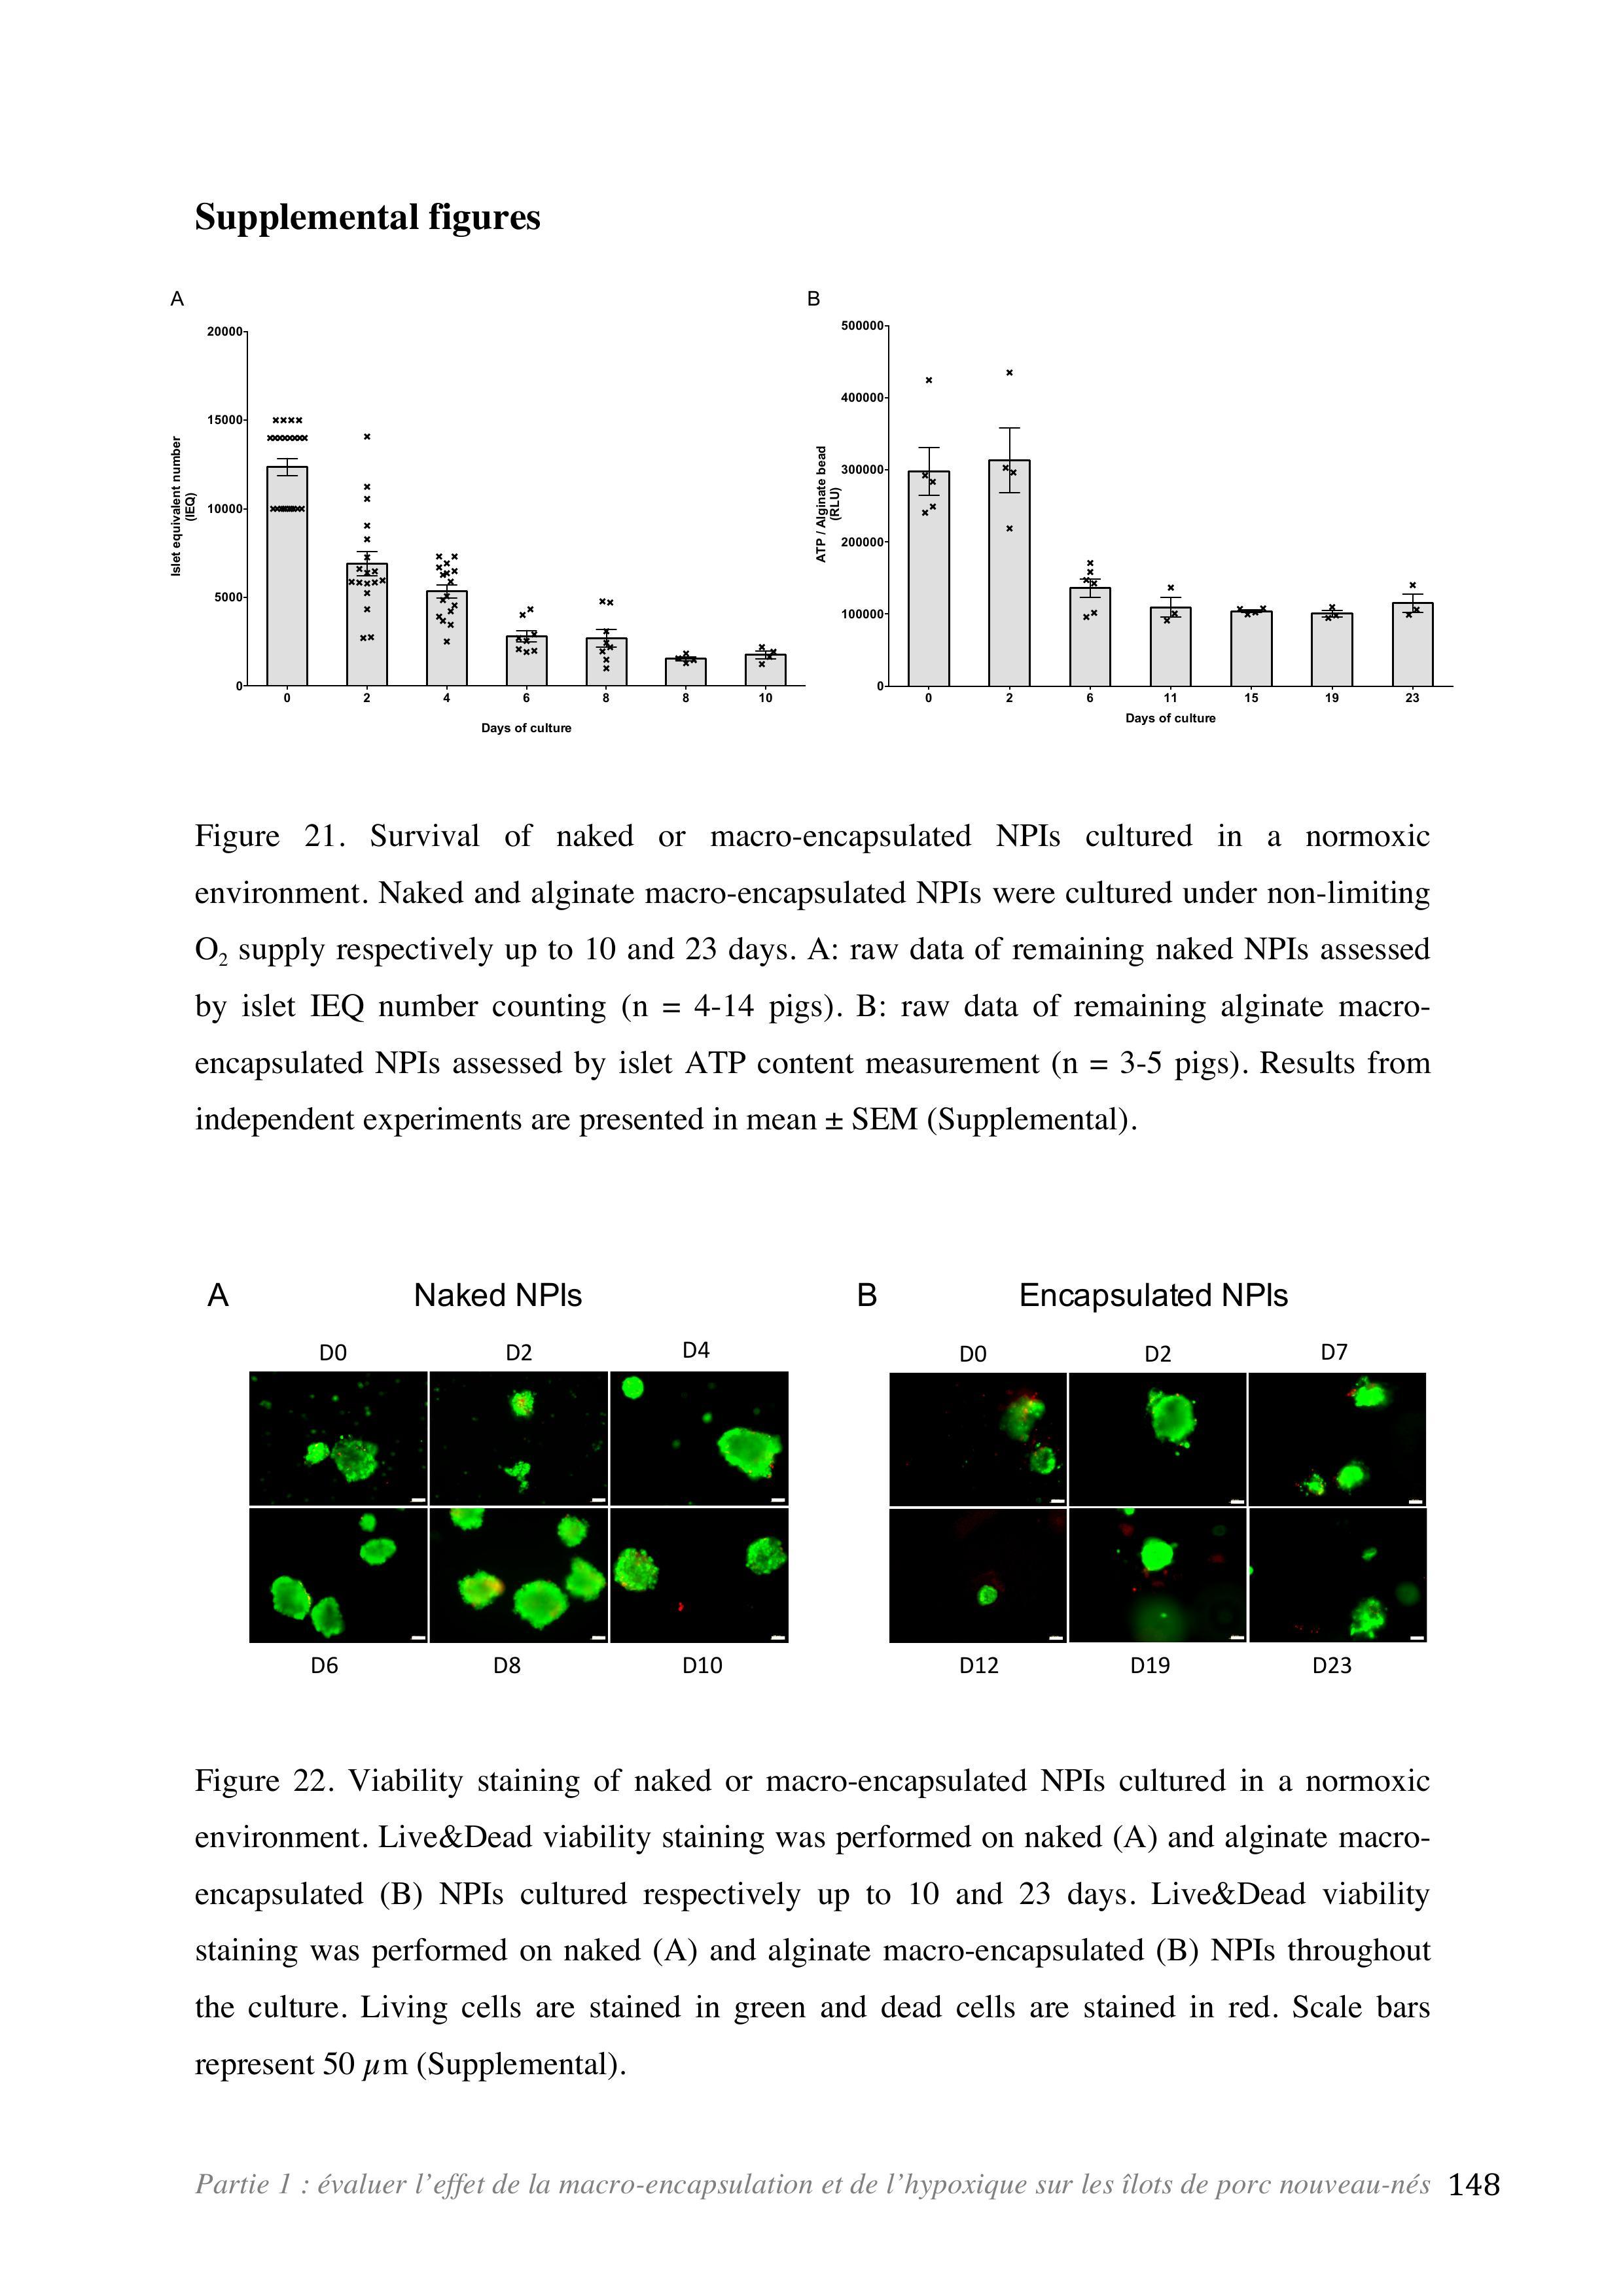 Supplemental figures
A
20000
15000
10000
5000
0
Islet equivalent number
(IEQ)
0 2 4 6 8 8 10
Days of culture
B
500000
400000
300000
200000
100000
0
ATP / Alginate bead
(RLU)
0 2 6 11 15 19 23
Days of culture
Figure 21. Survival of naked or macro-encapsulated NPIs cultured in a normoxic
environment. Naked and alginate macro-encapsulated NPIs were cultured under non-limiting
O₂ supply respectively up to 10 and 23 days. A: raw data of remaining naked NPIs assessed
by islet IEQ number counting (n = 4-14 pigs). B: raw data of remaining alginate macro-
encapsulated NPIs assessed by islet ATP content measurement (n = 3-5 pigs). Results from
independent experiments are presented in mean ± SEM (Supplemental).
A Naked NPIs
D0 D2 D4
D6 D8 D10
B Encapsulated NPIs
D0 D2 D7
D12 D19 D23
Figure 22. Viability staining of naked or macro-encapsulated NPIs cultured in a normoxic
environment. Live&Dead viability staining was performed on naked (A) and alginate macro-
encapsulated (B) NPIs cultured respectively up to 10 and 23 days. Live&Dead viability
staining was performed on naked (A) and alginate macro-encapsulated (B) NPIs throughout
the culture. Living cells are stained in green and dead cells are stained in red. Scale bars
represent 50 µm (Supplemental).
Partie 1 : évaluer l'effet de la macro-encapsulation et de l'hypoxique sur les îlots de porc nouveau-nés 148